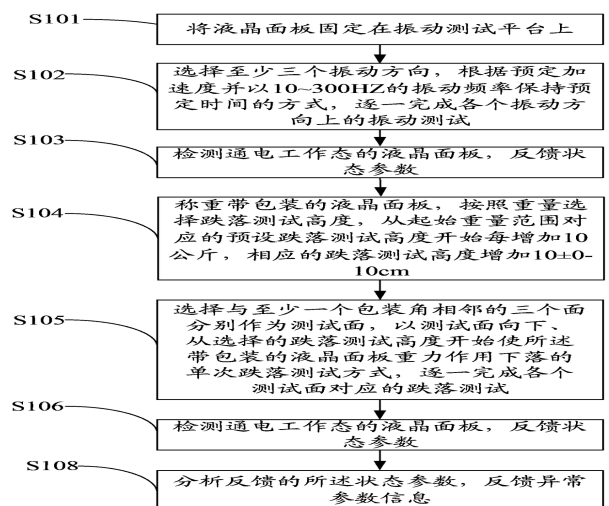 S101
将液晶面板固定在振动测试平台上
S102
选择至少三个振动方向，根据预定加
速度并以10~300HZ的振动频率保持预
定时间的方式，逐一完成各个振动方
向上的振动测试
S103
检测通电工作态的液晶面板，反馈状
态参数
S104
称重带包装的液晶面板，按照重量选
择跌落测试高度，从起始重量范围对
应的预设跌落测试高度开始每增加10
公斤，相应的跌落测试高度增加10±0-
10cm
S105
选择与至少一个包装角相邻的三个面
分别作为测试面，以测试面向下、
从选择的跌落测试高度开始使所述
带包装的液晶面板重力作用下落的
单次跌落测试方式，逐一完成各个
测试面对应的跌落测试
S106
检测通电工作态的液晶面板，反馈状
态参数
S108
分析反馈的所述状态参数，反馈异常
参数信息